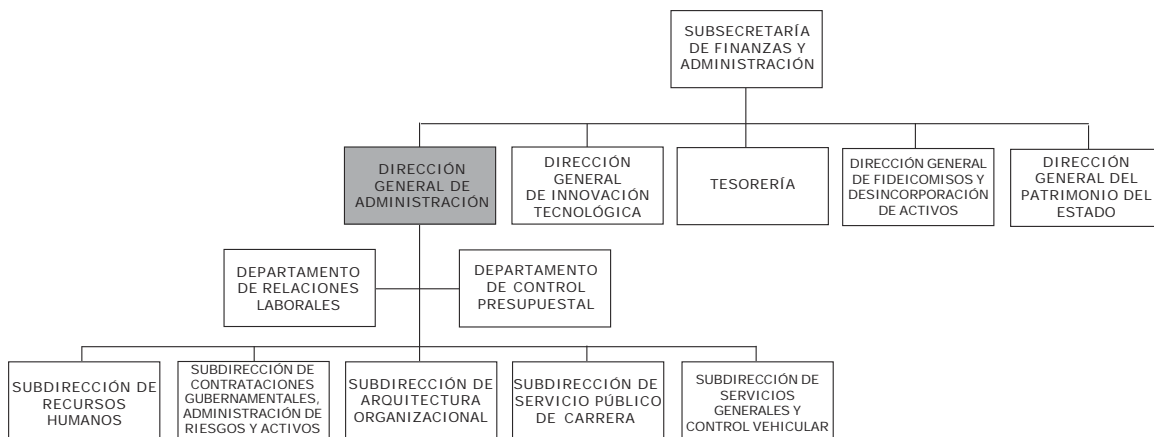 SUBSECRETARÍA
DE FINANZAS Y
ADMINISTRACIÓN
DIRECCIÓN
GENERAL DE
ADMINISTRACIÓN
DIRECCIÓN
GENERAL
DE INNOVACIÓN
TECNOLÓGICA
TESORERÍA
DIRECCIÓN GENERAL
DE FIDEICOMISOS Y
DESINCORPORACIÓN
DE ACTIVOS
DIRECCIÓN
GENERAL DEL
PATRIMONIO DEL
ESTADO
DEPARTAMENTO
DE RELACIONES
LABORALES
DEPARTAMENTO
DE CONTROL
PRESUPUESTAL
SUBDIRECCIÓN DE
RECURSOS
HUMANOS
SUBDIRECCIÓN DE
CONTRATACIONES
GUBERNAMENTALES,
ADMINISTRACIÓN DE
RIESGOS Y ACTIVOS
SUBDIRECCIÓN DE
ARQUITECTURA
ORGANIZACIONAL
SUBDIRECCIÓN DE
SERVICIO PÚBLICO
DE CARRERA
SUBDIRECCIÓN DE
SERVICIOS
GENERALES Y
CONTROL VEHICULAR